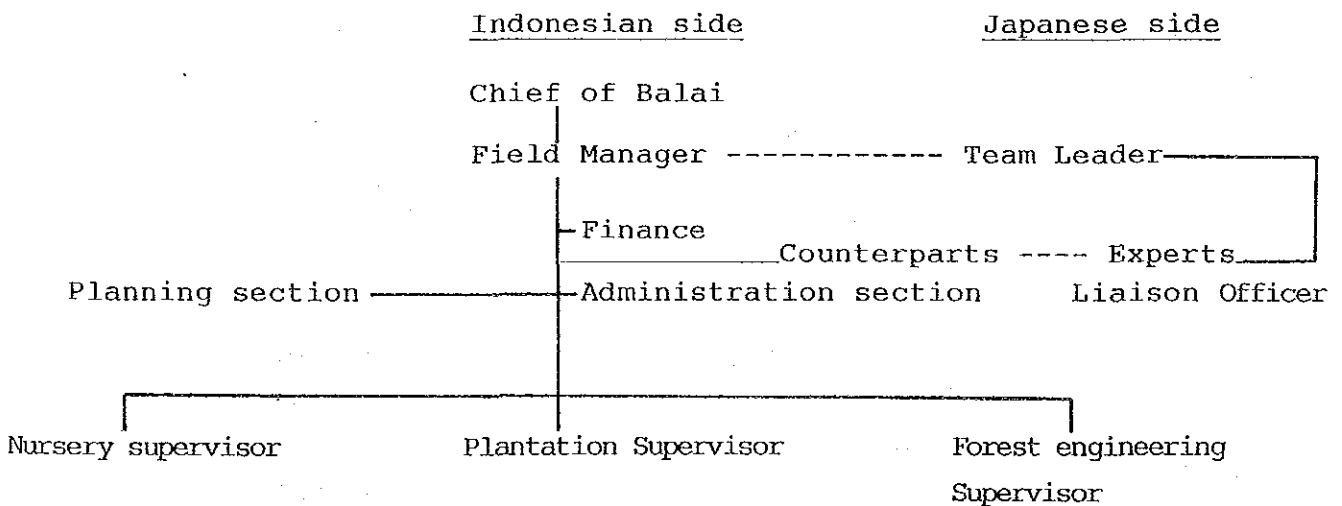 Indonesian side Japanese side
Chief of Balai
Field Manager ------------ Team Leader
Finance
Counterparts ---- Experts
Planning section Administration section Liaison Officer
Nursery supervisor Plantation Supervisor Forest engineering
Supervisor